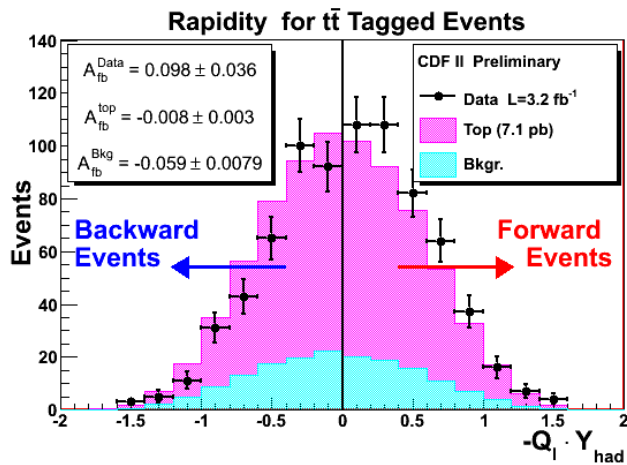 Rapidity for tt̄ Tagged Events
A_fb^Data = 0.098 ± 0.036
A_fb^top = -0.008 ± 0.003
A_fb^Bkg = -0.059 ± 0.0079
CDF II Preliminary
Data L=3.2 fb⁻¹
Top (7.1 pb)
Bkgr.
Backward
Events
Forward
Events
Events
140
120
100
80
60
40
20
0
-2 -1.5 -1 -0.5 0 0.5 1 1.5 2
-Q_l · Y_had